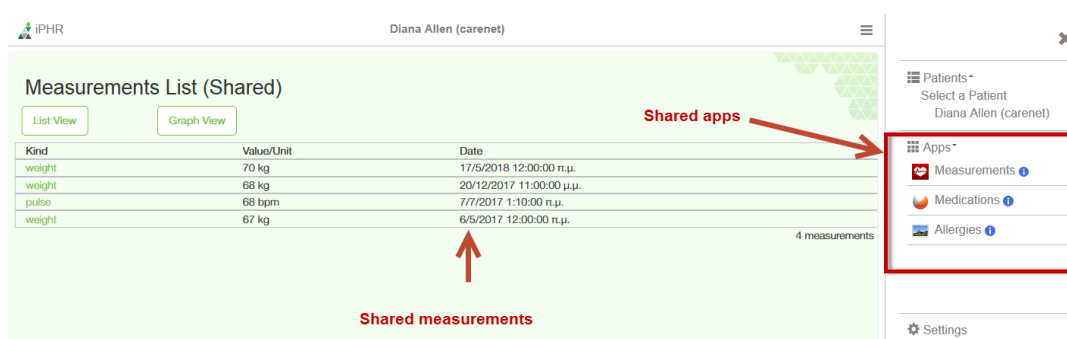 iPHR
Diana Allen (carenet)
Measurements List (Shared)
List View
Graph View
Kind Value/Unit Date
weight 70 kg 17/5/2018 12:00:00 π.μ.
weight 68 kg 20/12/2017 11:00:00 μ.μ.
pulse 68 bpm 7/7/2017 1:10:00 π.μ.
weight 67 kg 6/5/2017 12:00:00 π.μ.
4 measurements
Shared measurements
Shared apps
Patients
Select a Patient
Diana Allen (carenet)
Apps
Measurements
Medications
Allergies
Settings